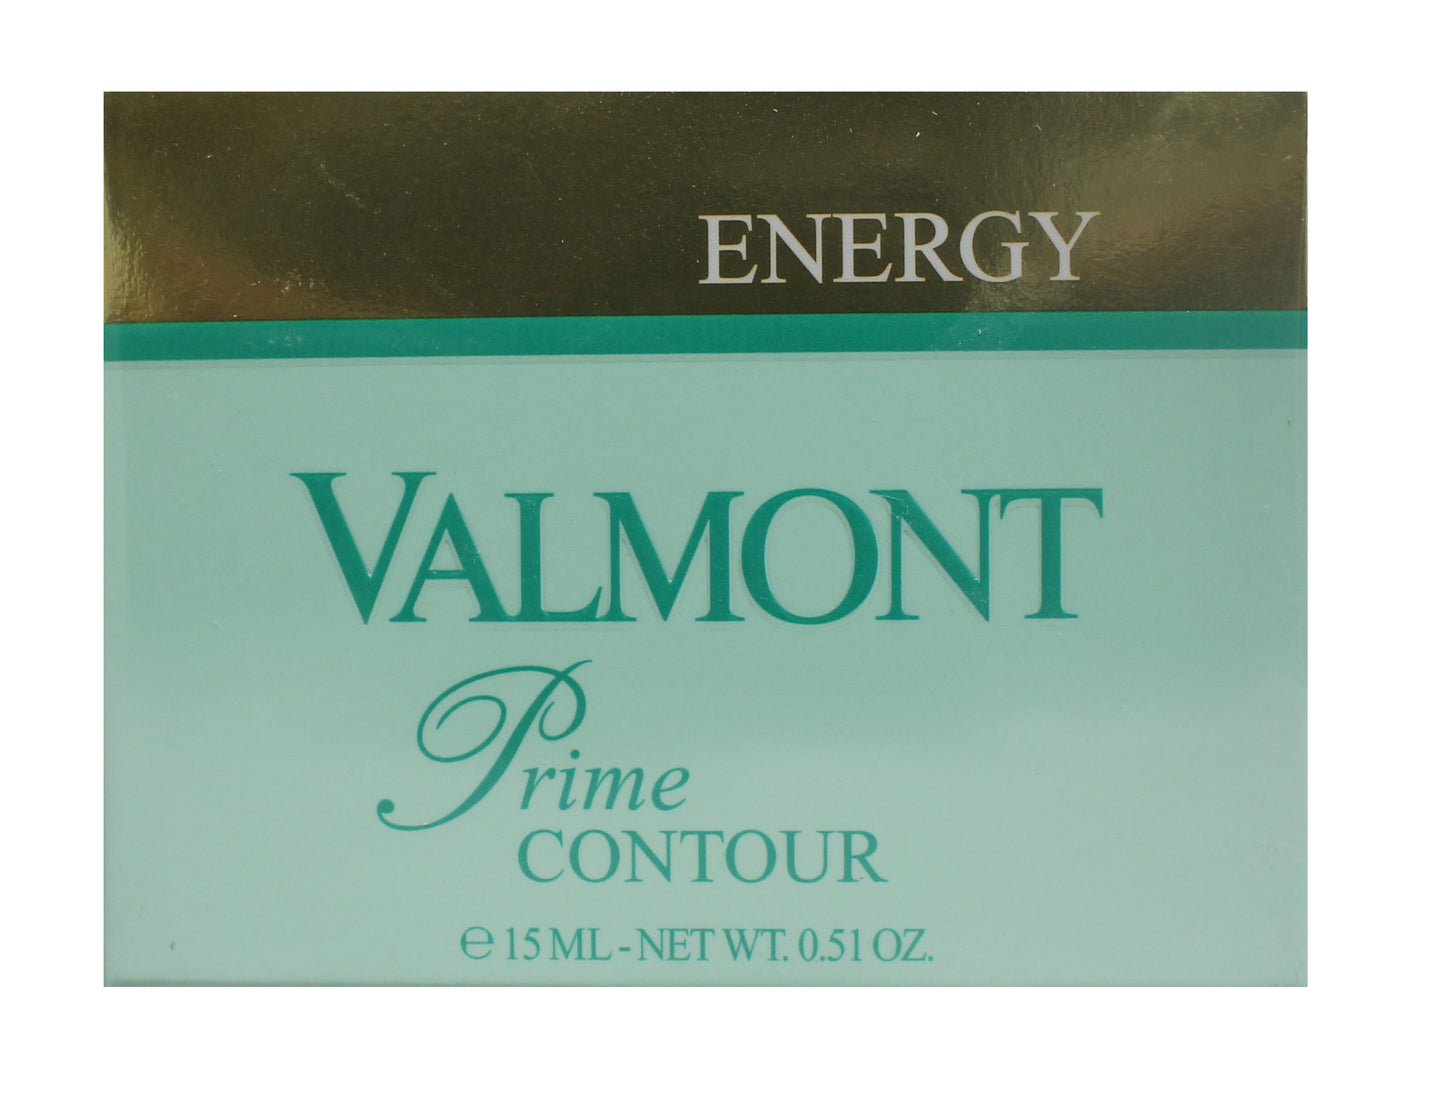 ENERGY
VALMONT
Prime
CONTOUR
℮ 15 ML - NET WT. 0.51 OZ.